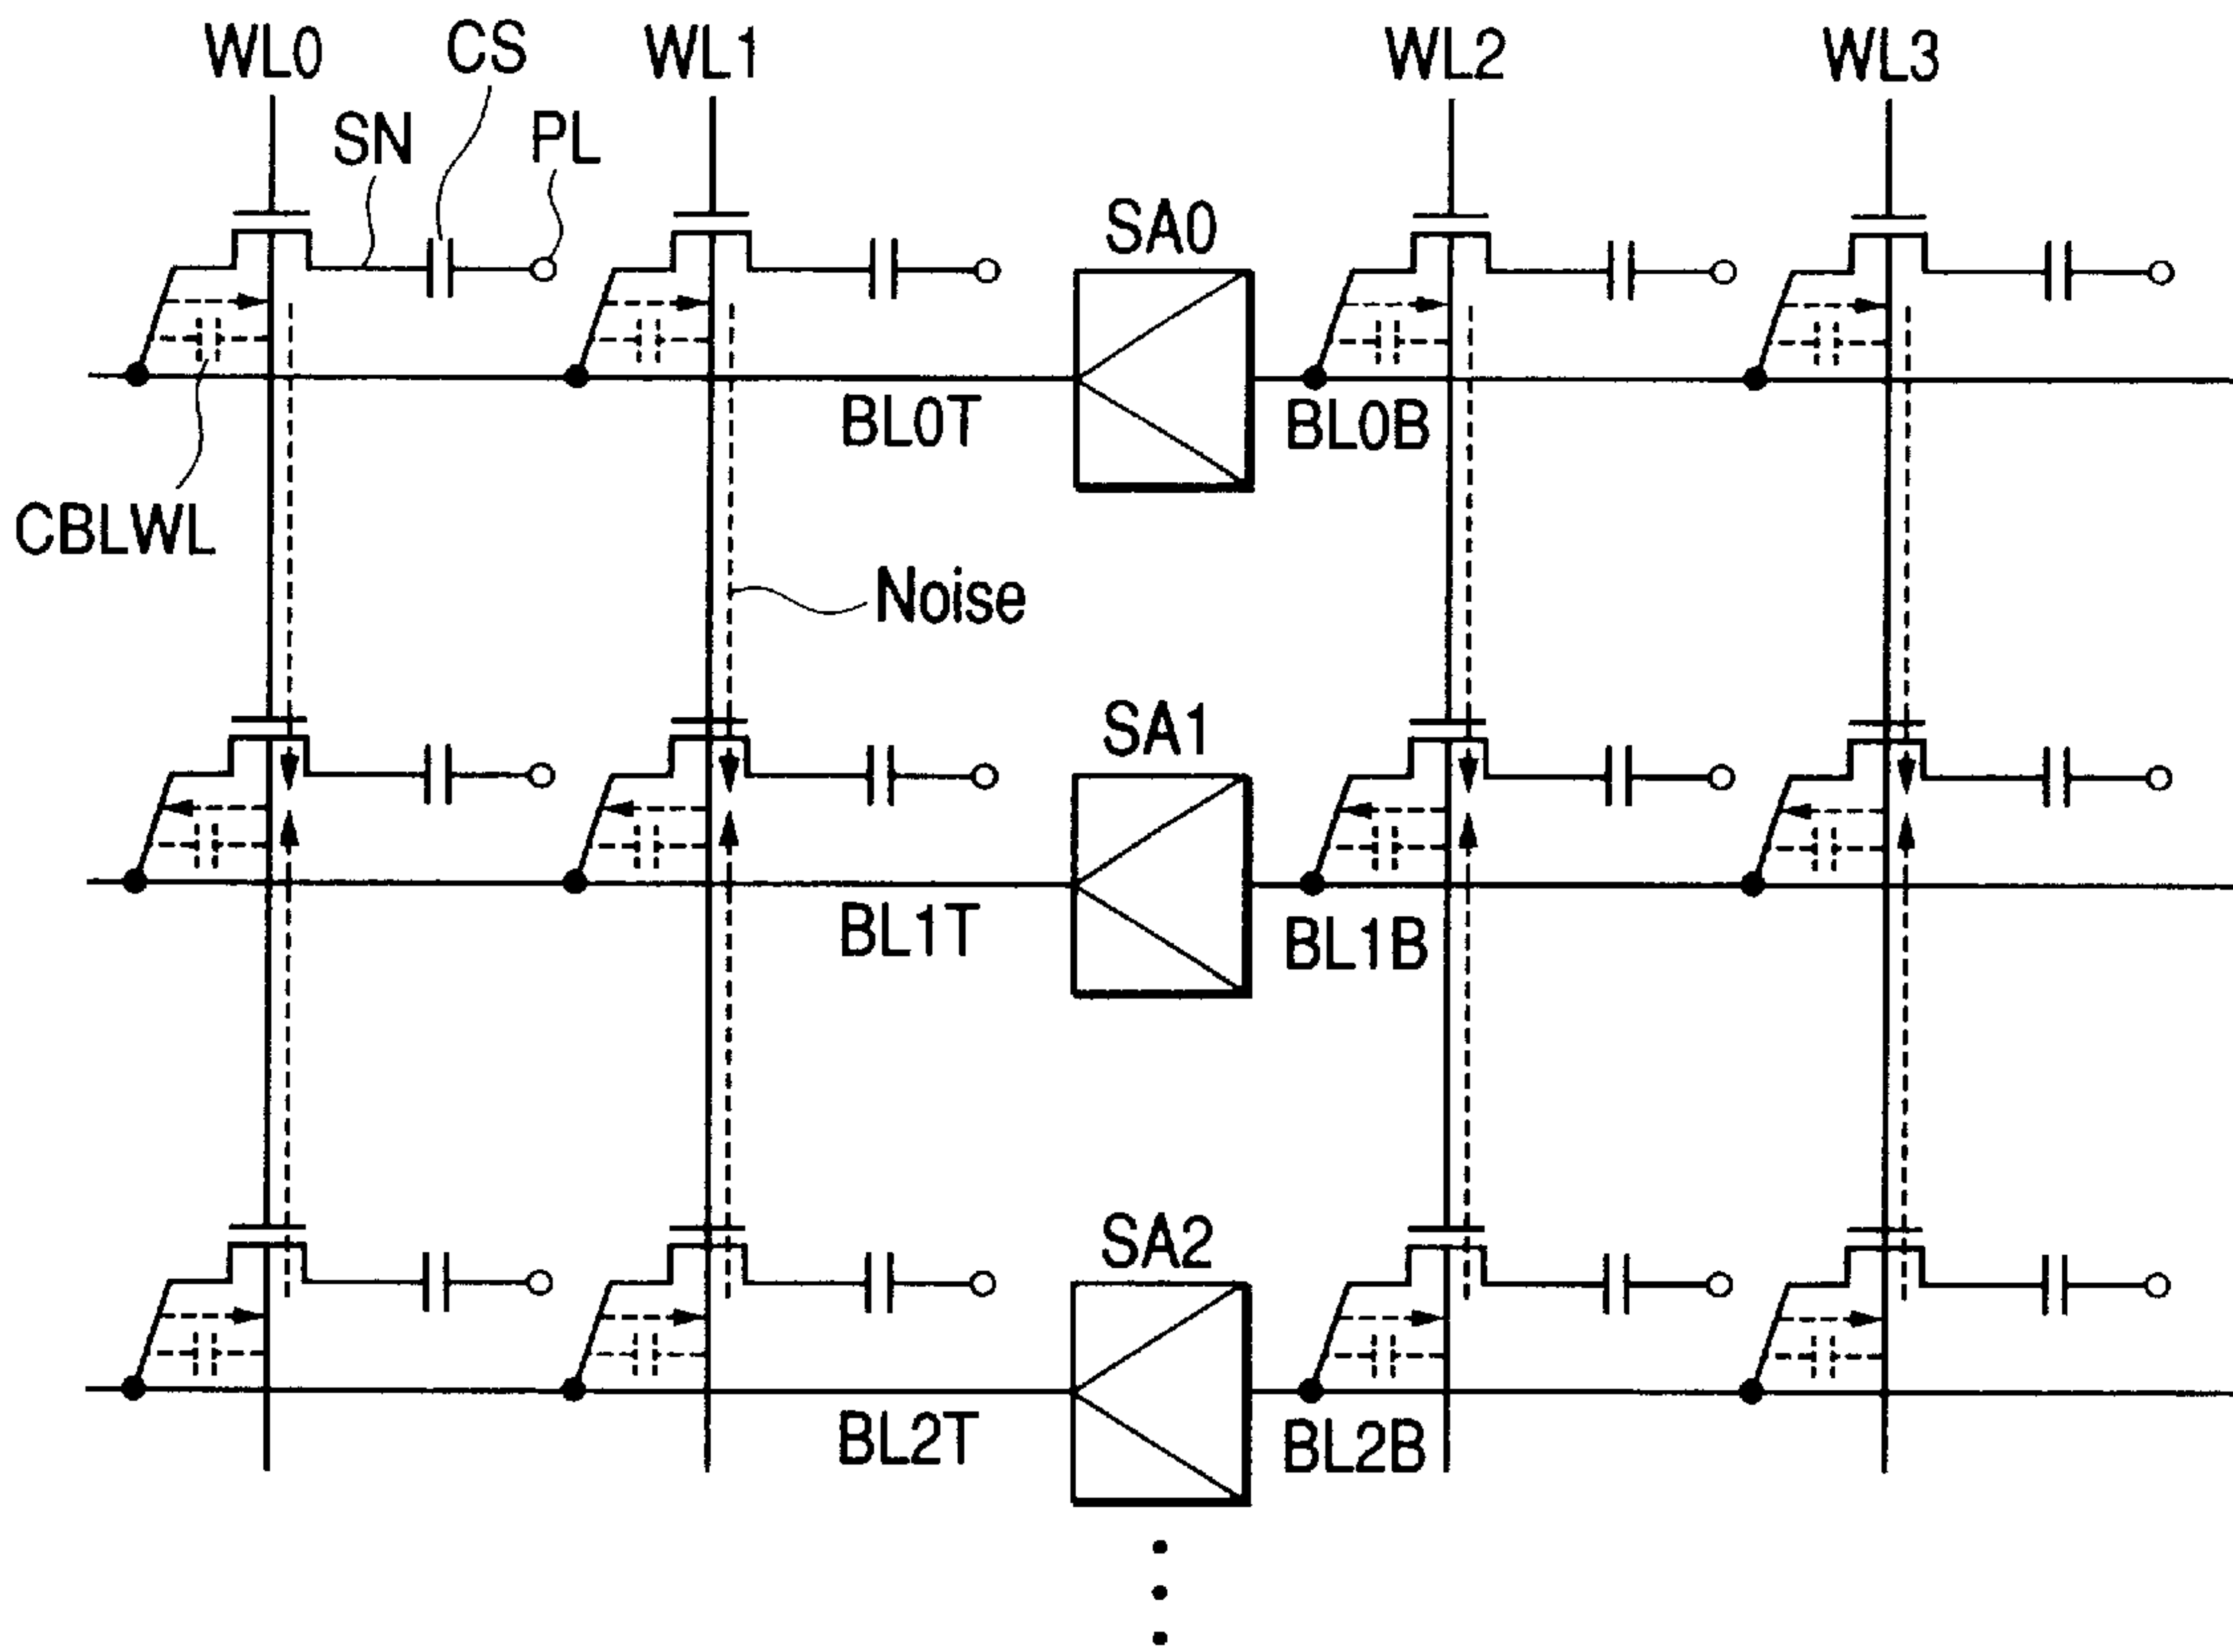 WL0
CS
WL1
WL2
WL3
SN
PL
SA0
BL0T
BL0B
CBLWL
Noise
SA1
BL1T
BL1B
SA2
BL2T
BL2B